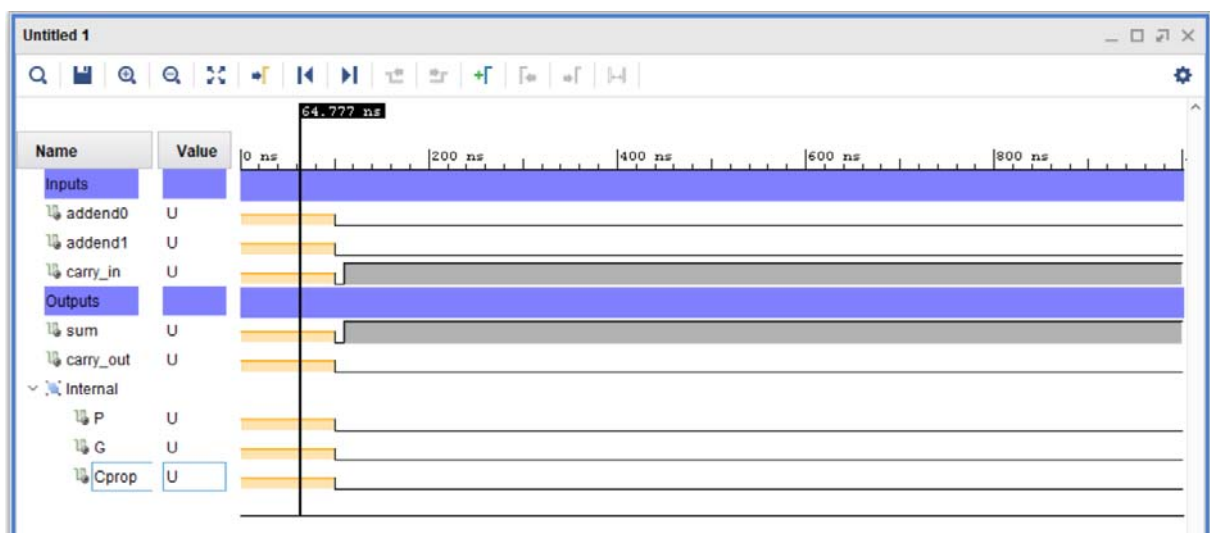 Untitled 1
64.777 ns
Name Value 0 ns 200 ns 400 ns 600 ns 800 ns
Inputs
addend0 U
addend1 U
carry_in U
Outputs
sum U
carry_out U
Internal
P U
G U
Cprop U